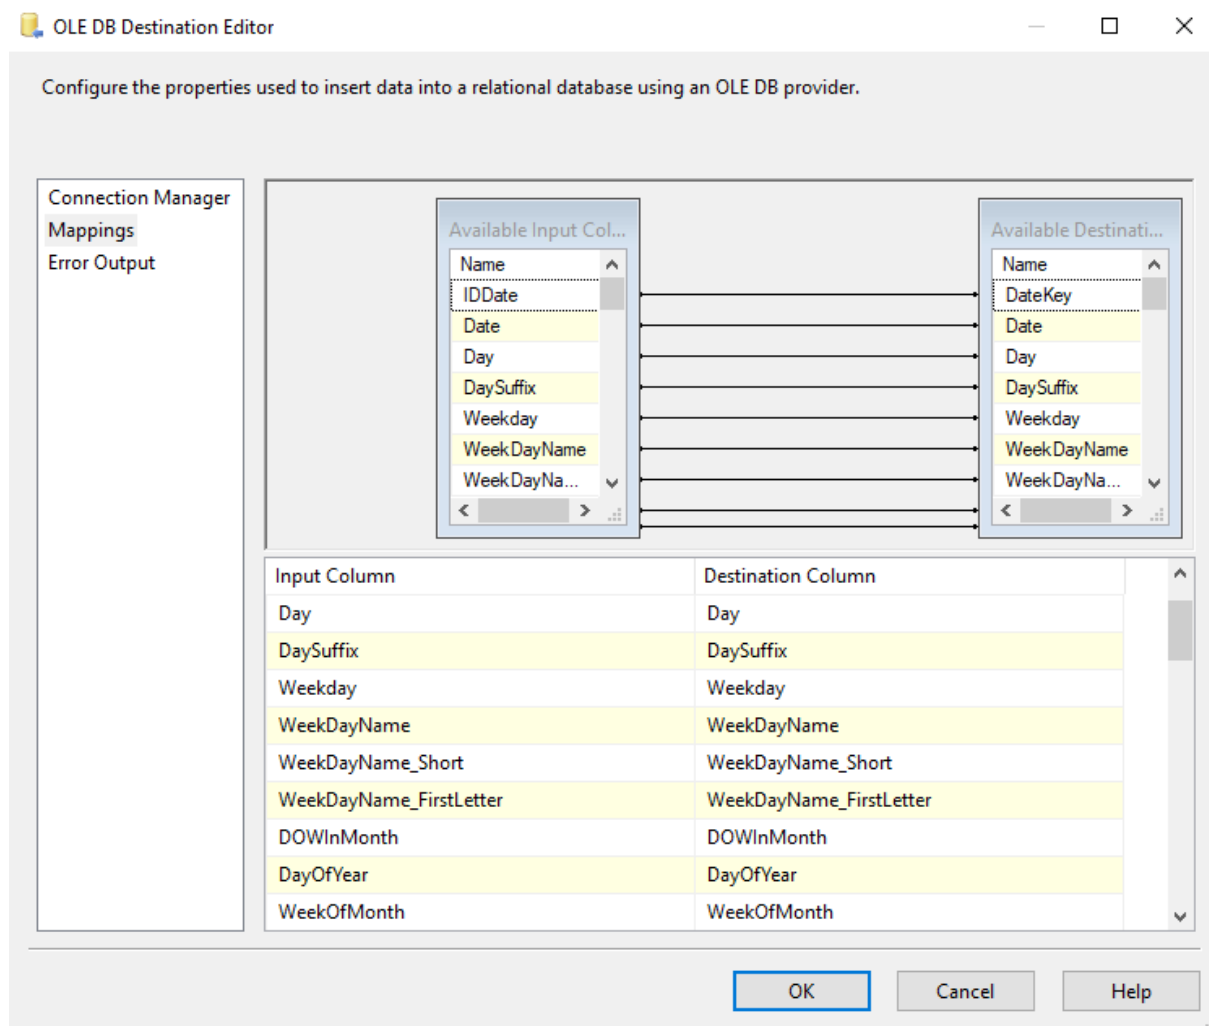 OLE DB Destination Editor
Configure the properties used to insert data into a relational database using an OLE DB provider.
Connection Manager
Mappings
Error Output
Available Input Col...
Name
IDDate
Date
Day
DaySuffix
Weekday
WeekDayName
WeekDayNa...
Available Destinati...
Name
DateKey
Date
Day
DaySuffix
Weekday
WeekDayName
WeekDayNa...
Input Column Destination Column
Day Day
DaySuffix DaySuffix
Weekday Weekday
WeekDayName WeekDayName
WeekDayName_Short WeekDayName_Short
WeekDayName_FirstLetter WeekDayName_FirstLetter
DOWInMonth DOWInMonth
DayOfYear DayOfYear
WeekOfMonth WeekOfMonth
OK Cancel Help